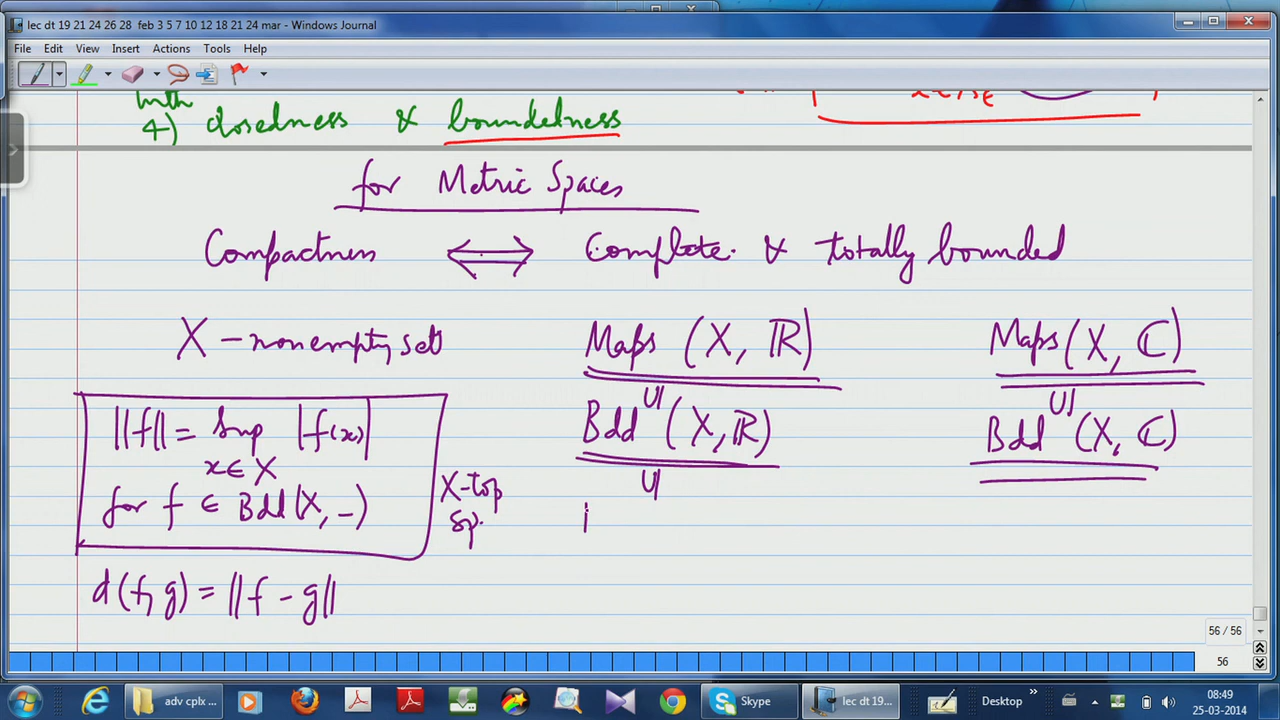 lec dt 19 21 24 26 28 feb 3 5 7 10 12 18 21 24 mar - Windows Journal
File Edit View Insert Actions Tools Help
4) closedness & boundedness
for Metric Spaces
Compactness ⟺ Complete & totally bounded
X – nonempty set Maps (X, ℝ) Maps (X, ℂ)
∪| ∪|
||f|| = Sup |f(x)| Bdd (X, ℝ) Bdd (X, ℂ)
x ∈ X
∪|
for f ∈ Bdd (X, –) X-top
sp.
d(f, g) = ||f – g||
56 / 56
56
adv cplx ... Skype lec dt 19... Desktop »
08:49
25-03-2014